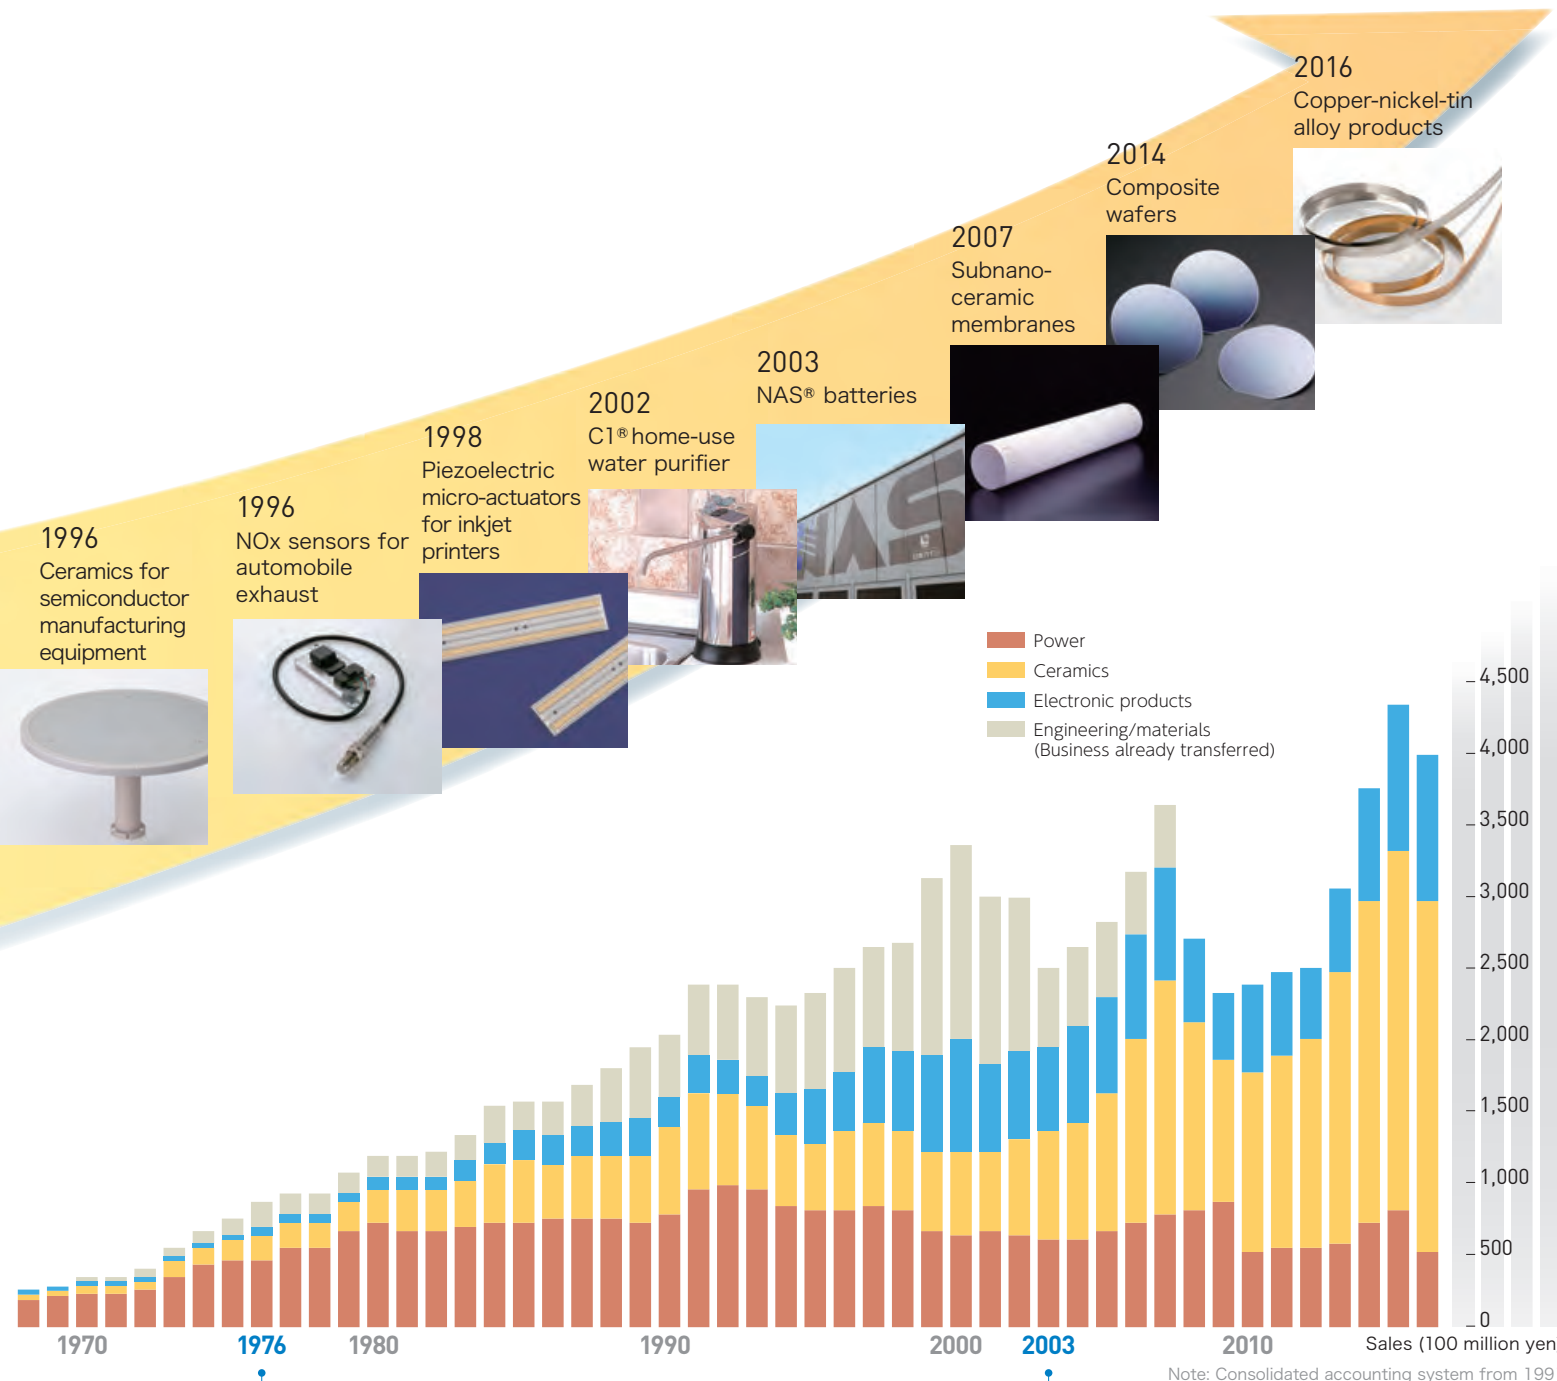 2016
Copper-nickel-tin
alloy products
2014
Composite
wafers
2007
Subnano-
ceramic
membranes
2003
NAS® batteries
2002
C1® home-use
water purifier
1998
Piezoelectric
micro-actuators
for inkjet
printers
1996
NOx sensors for
automobile
exhaust
1996
Ceramics for
semiconductor
manufacturing
equipment
NAS
Power
Ceramics
Electronic products
Engineering/materials
(Business already transferred)
4,500
4,000
3,500
3,000
2,500
2,000
1,500
1,000
500
0
1970
1976
1980
1990
2000
2003
2010
Sales (100 million yen
Note: Consolidated accounting system from 199